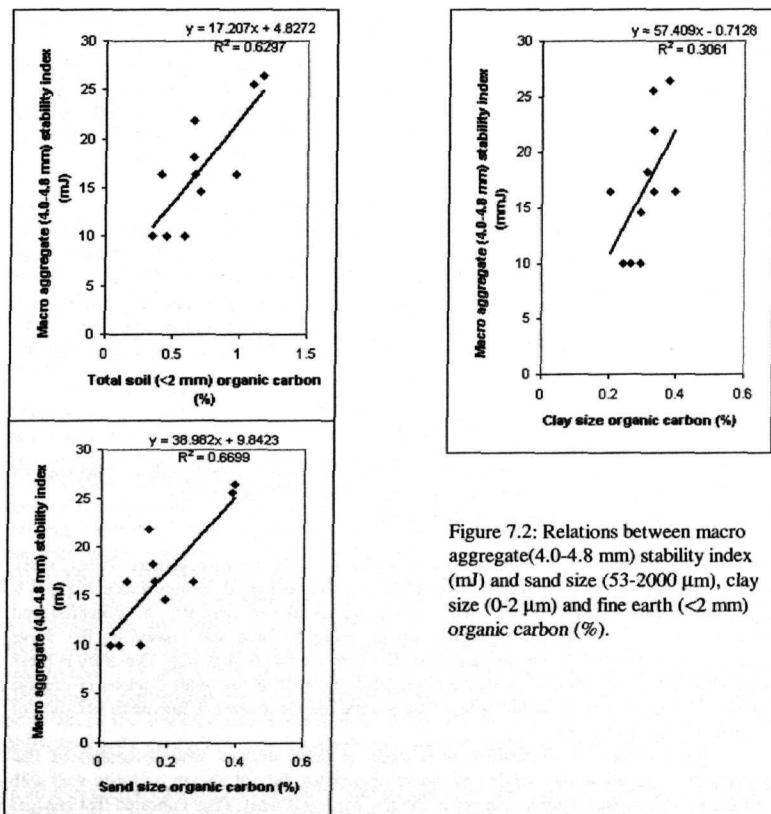 y = 17.207x + 4.8272
R² = 0.6297
Macro aggregate (4.0-4.8 mm) stability index
(mJ)
30
25
20
15
10
5
0
0
0.5
1
1.5
Total soil (<2 mm) organic carbon
(%)
y = 57.409x - 0.7128
R² = 0.3061
Macro aggregate (4.0-4.8 mm) stability index
(mmJ)
30
25
20
15
10
5
0
0
0.2
0.4
0.6
Clay size organic carbon (%)
y = 38.982x + 9.8423
R² = 0.6699
Macro aggregate (4.0-4.8 mm) stability index
(mJ)
30
25
20
15
10
5
0
0
0.2
0.4
0.6
Sand size organic carbon (%)
Figure 7.2: Relations between macro
aggregate(4.0-4.8 mm) stability index
(mJ) and sand size (53-2000 µm), clay
size (0-2 µm) and fine earth (<2 mm)
organic carbon (%).